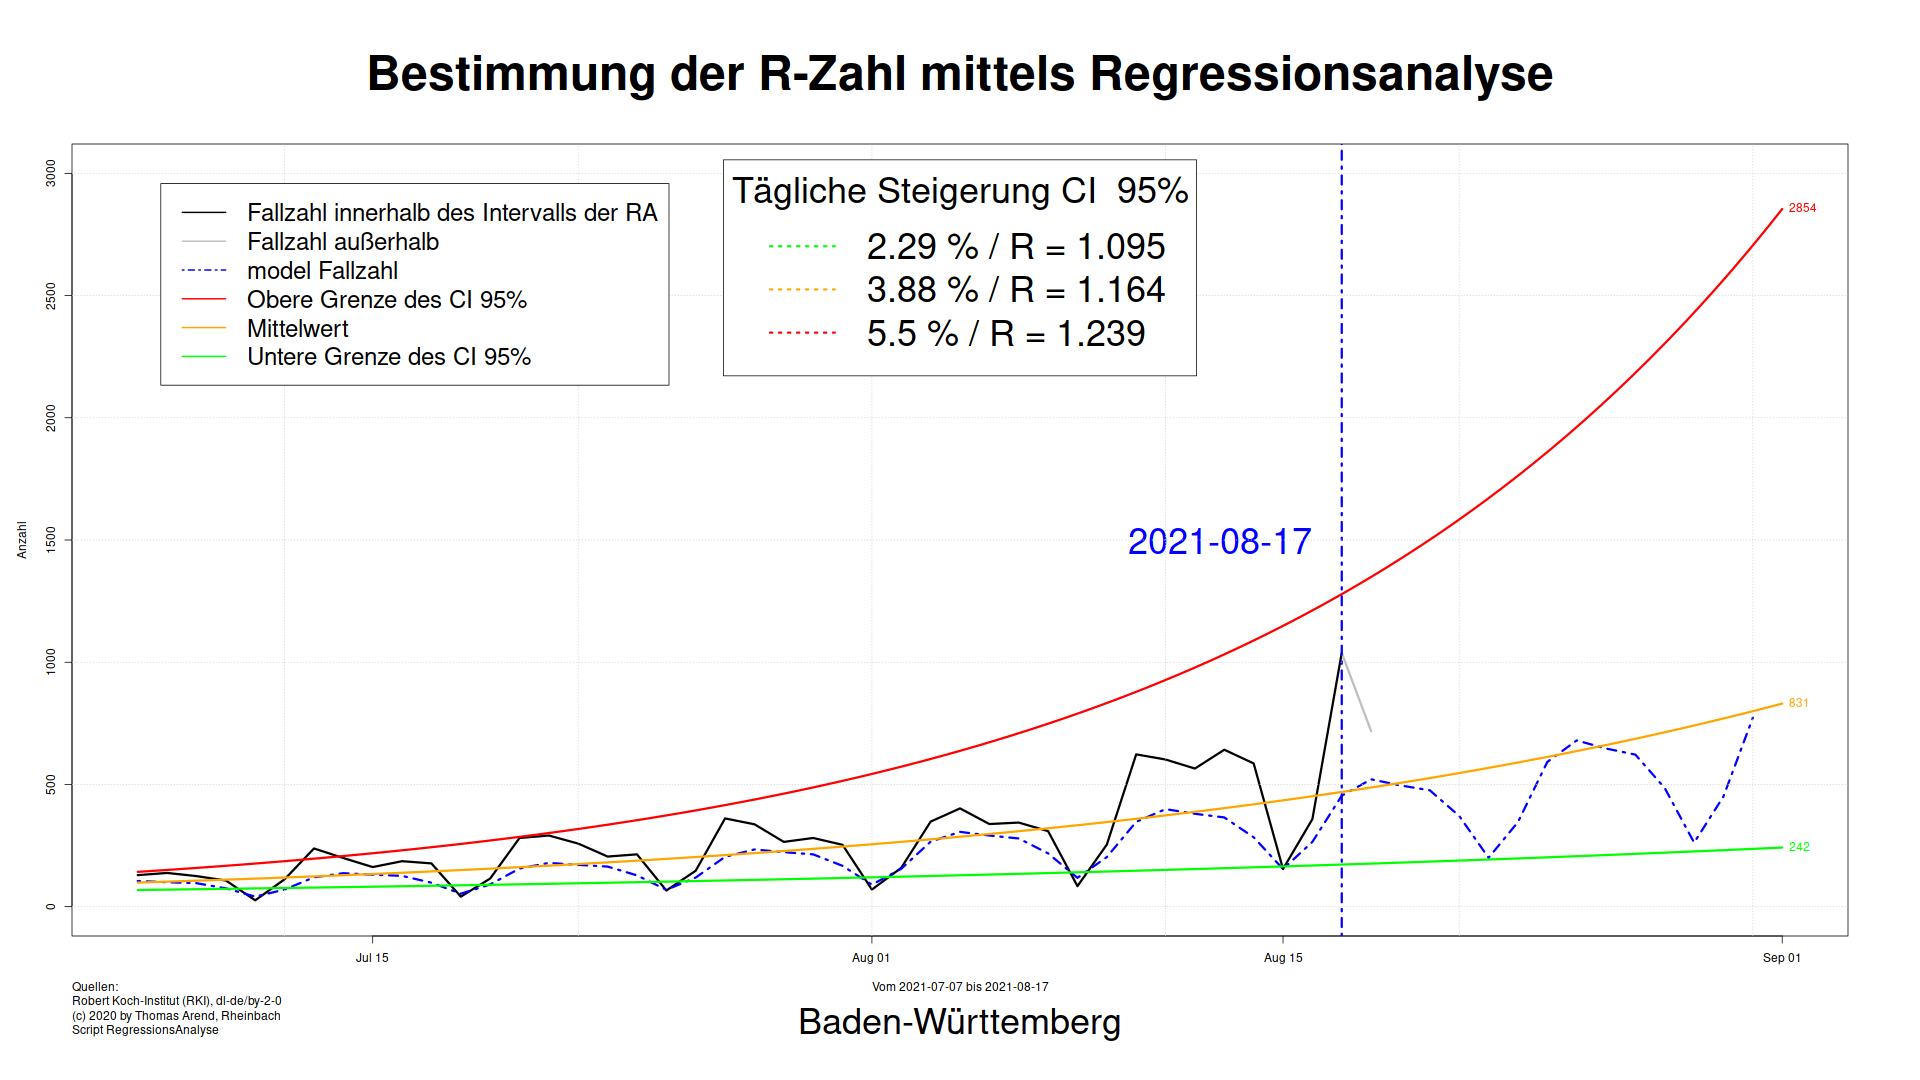 Bestimmung der R-Zahl mittels Regressionsanalyse
3000
2500
2000
1500
1000
500
0
Anzahl
Fallzahl innerhalb des Intervalls der RA
Fallzahl außerhalb
model Fallzahl
Obere Grenze des CI 95%
Mittelwert
Untere Grenze des CI 95%
Tägliche Steigerung CI  95%
2.29 % / R = 1.095
3.88 % / R = 1.164
5.5 % / R = 1.239
2021-08-17
2854
831
242
Jul 15
Aug 01
Aug 15
Sep 01
Quellen:
Robert Koch-Institut (RKI), dl-de/by-2-0
(c) 2020 by Thomas Arend, Rheinbach
Script RegressionsAnalyse
Vom 2021-07-07 bis 2021-08-17
Baden-Württemberg